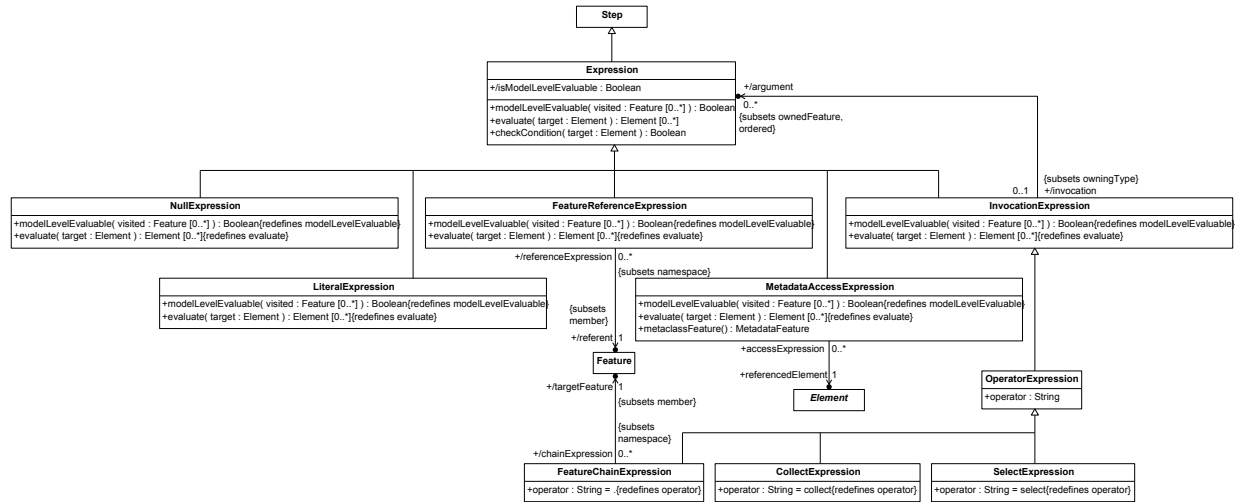 Step
Expression
+/isModelLevelEvaluable : Boolean
+modelLevelEvaluable( visited : Feature [0..*] ) : Boolean
+evaluate( target : Element ) : Element [0..*]
+checkCondition( target : Element ) : Boolean
+/argument
0..*
{subsets ownedFeature,
ordered}
{subsets owningType}
0..1
+/invocation
NullExpression
+modelLevelEvaluable( visited : Feature [0..*] ) : Boolean{redefines modelLevelEvaluable}
+evaluate( target : Element ) : Element [0..*]{redefines evaluate}
FeatureReferenceExpression
+modelLevelEvaluable( visited : Feature [0..*] ) : Boolean{redefines modelLevelEvaluable}
+evaluate( target : Element ) : Element [0..*]{redefines evaluate}
InvocationExpression
+modelLevelEvaluable( visited : Feature [0..*] ) : Boolean{redefines modelLevelEvaluable}
+evaluate( target : Element ) : Element [0..*]{redefines evaluate}
+/referenceExpression
0..*
{subsets namespace}
LiteralExpression
+modelLevelEvaluable( visited : Feature [0..*] ) : Boolean{redefines modelLevelEvaluable}
+evaluate( target : Element ) : Element [0..*]{redefines evaluate}
MetadataAccessExpression
+modelLevelEvaluable( visited : Feature [0..*] ) : Boolean{redefines modelLevelEvaluable}
+evaluate( target : Element ) : Element [0..*]{redefines evaluate}
+metaclassFeature() : MetadataFeature
{subsets
member}
+/referent
1
Feature
+accessExpression
0..*
+referencedElement
1
Element
+/targetFeature
1
{subsets member}
{subsets
namespace}
+/chainExpression
0..*
OperatorExpression
+operator : String
FeatureChainExpression
+operator : String = .{redefines operator}
CollectExpression
+operator : String = collect{redefines operator}
SelectExpression
+operator : String = select{redefines operator}